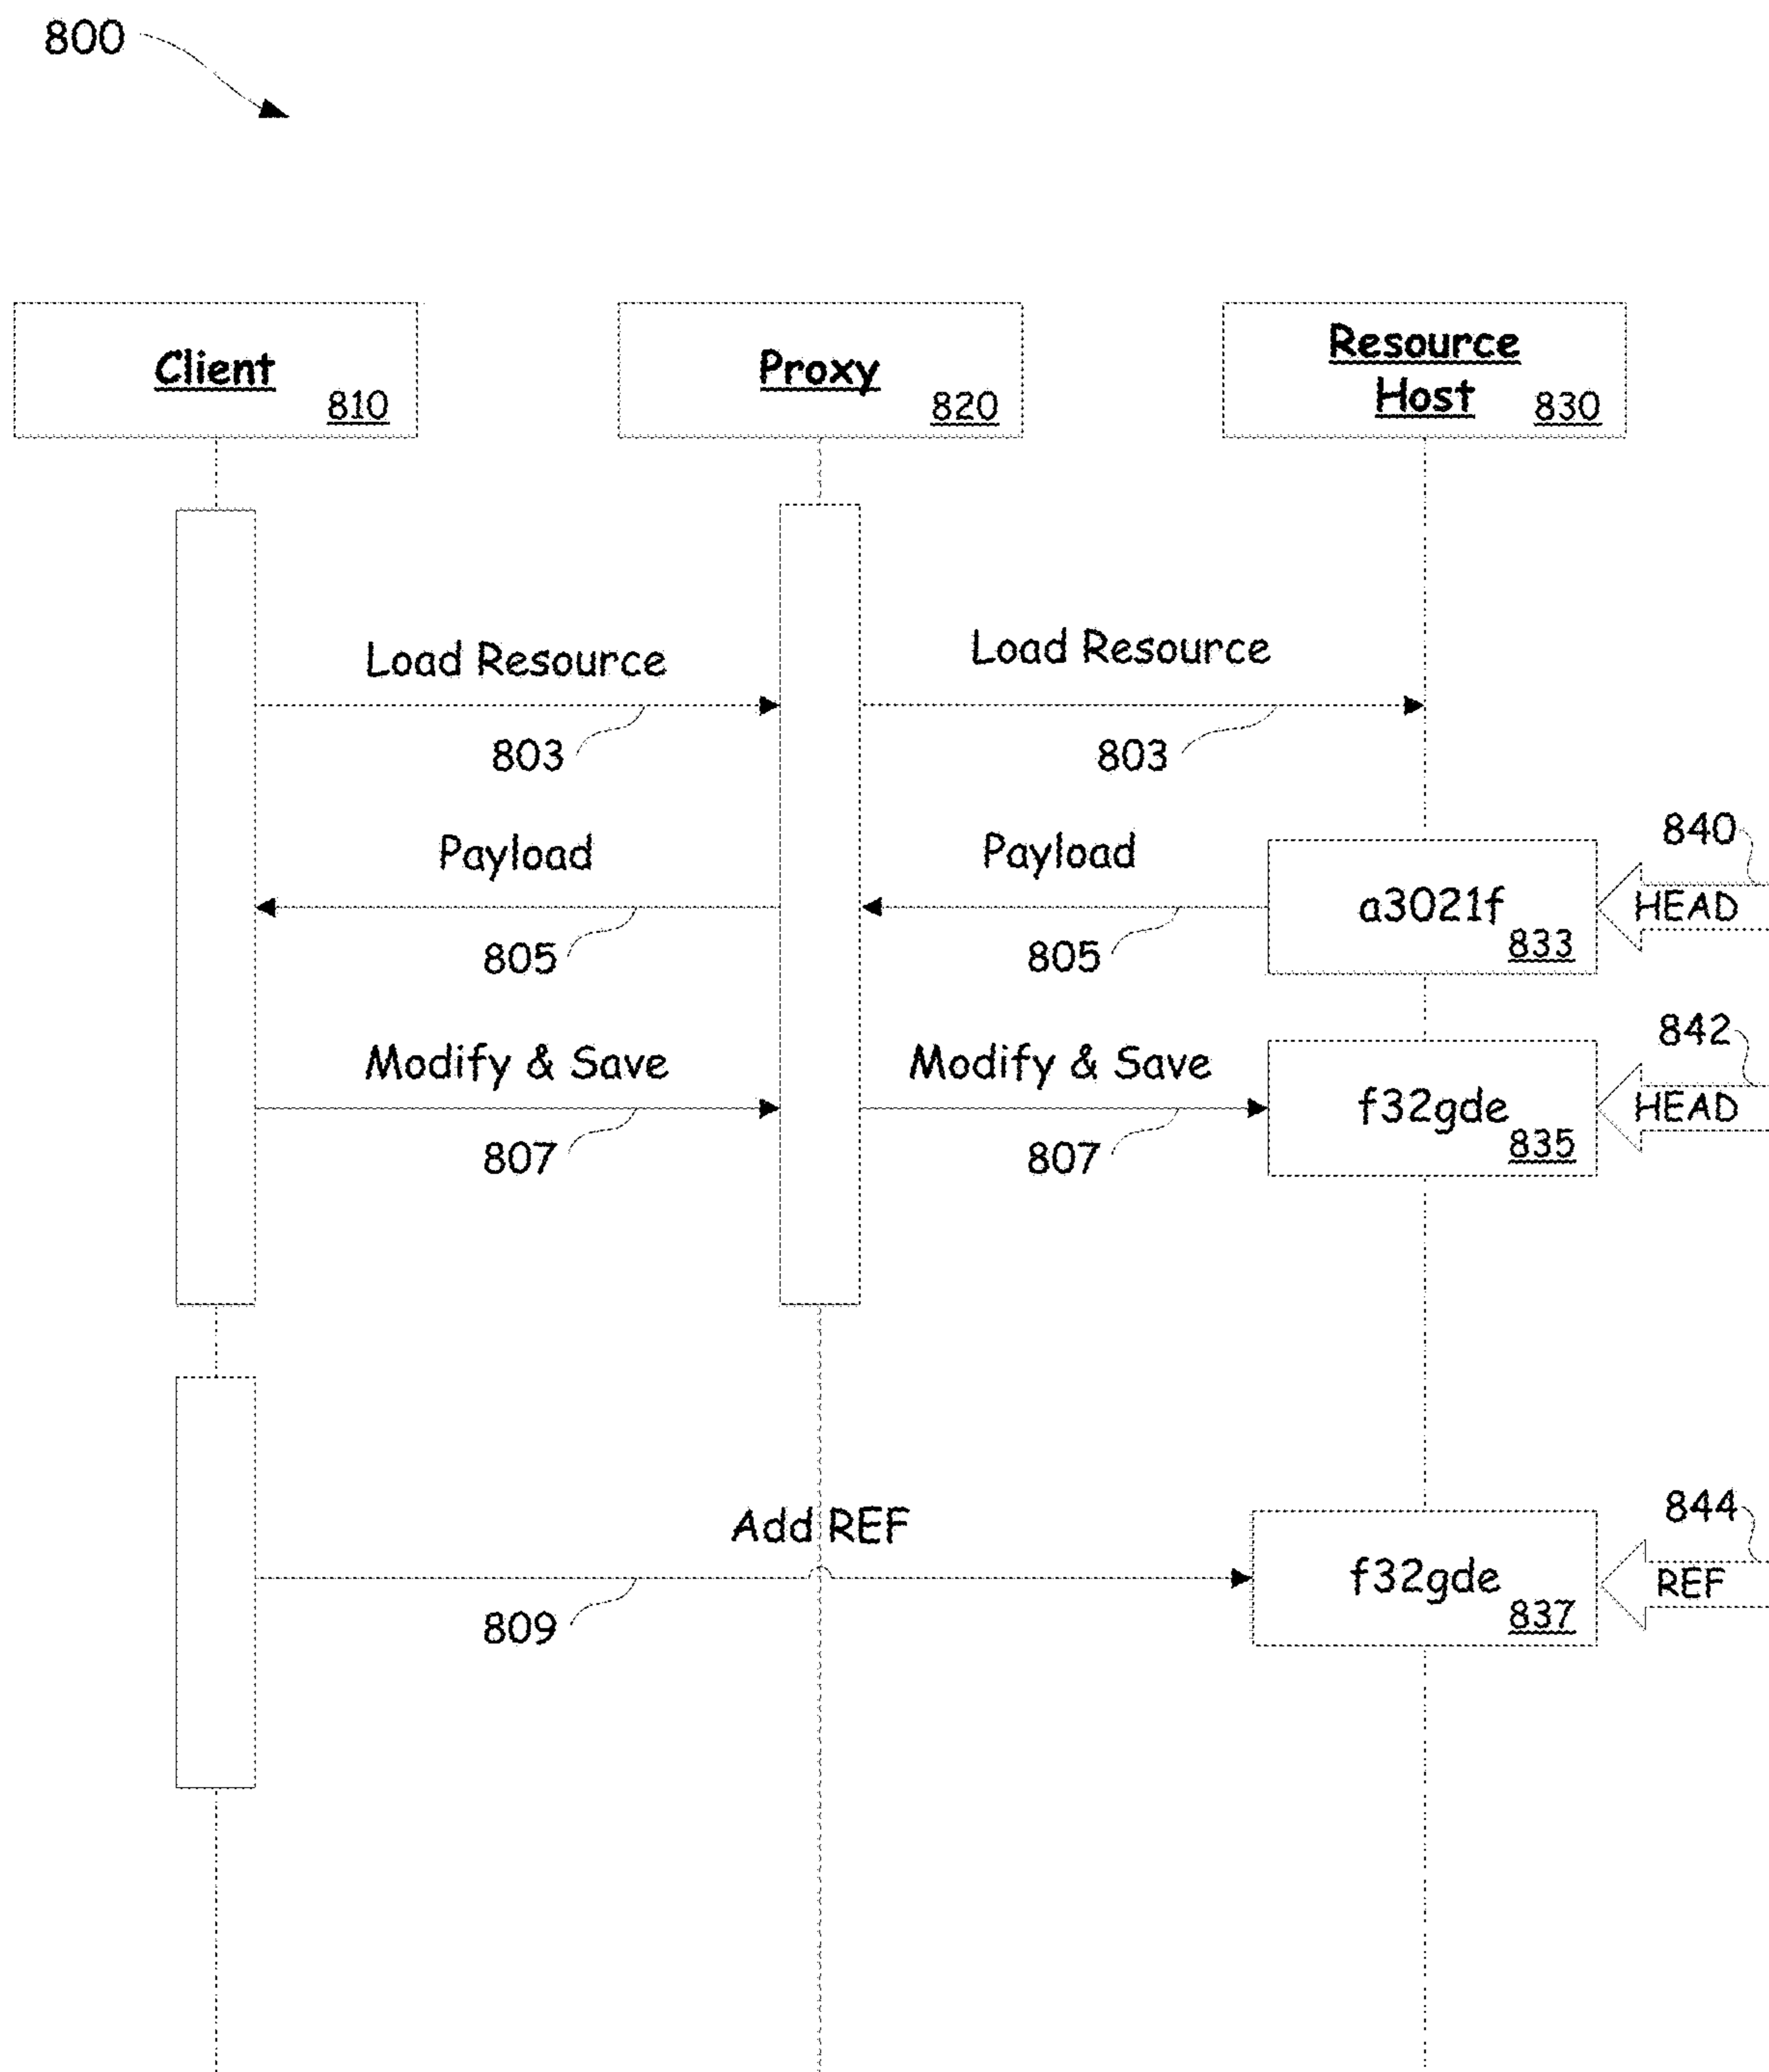 800
Client
810
Proxy
820
Resource
Host 830
Load Resource
Load Resource
803
803
840
Payload
Payload
a3021f
833
HEAD
805
805
842
Modify & Save
Modify & Save
f32gde
835
HEAD
807
807
844
Add REF
f32gde
837
REF
809